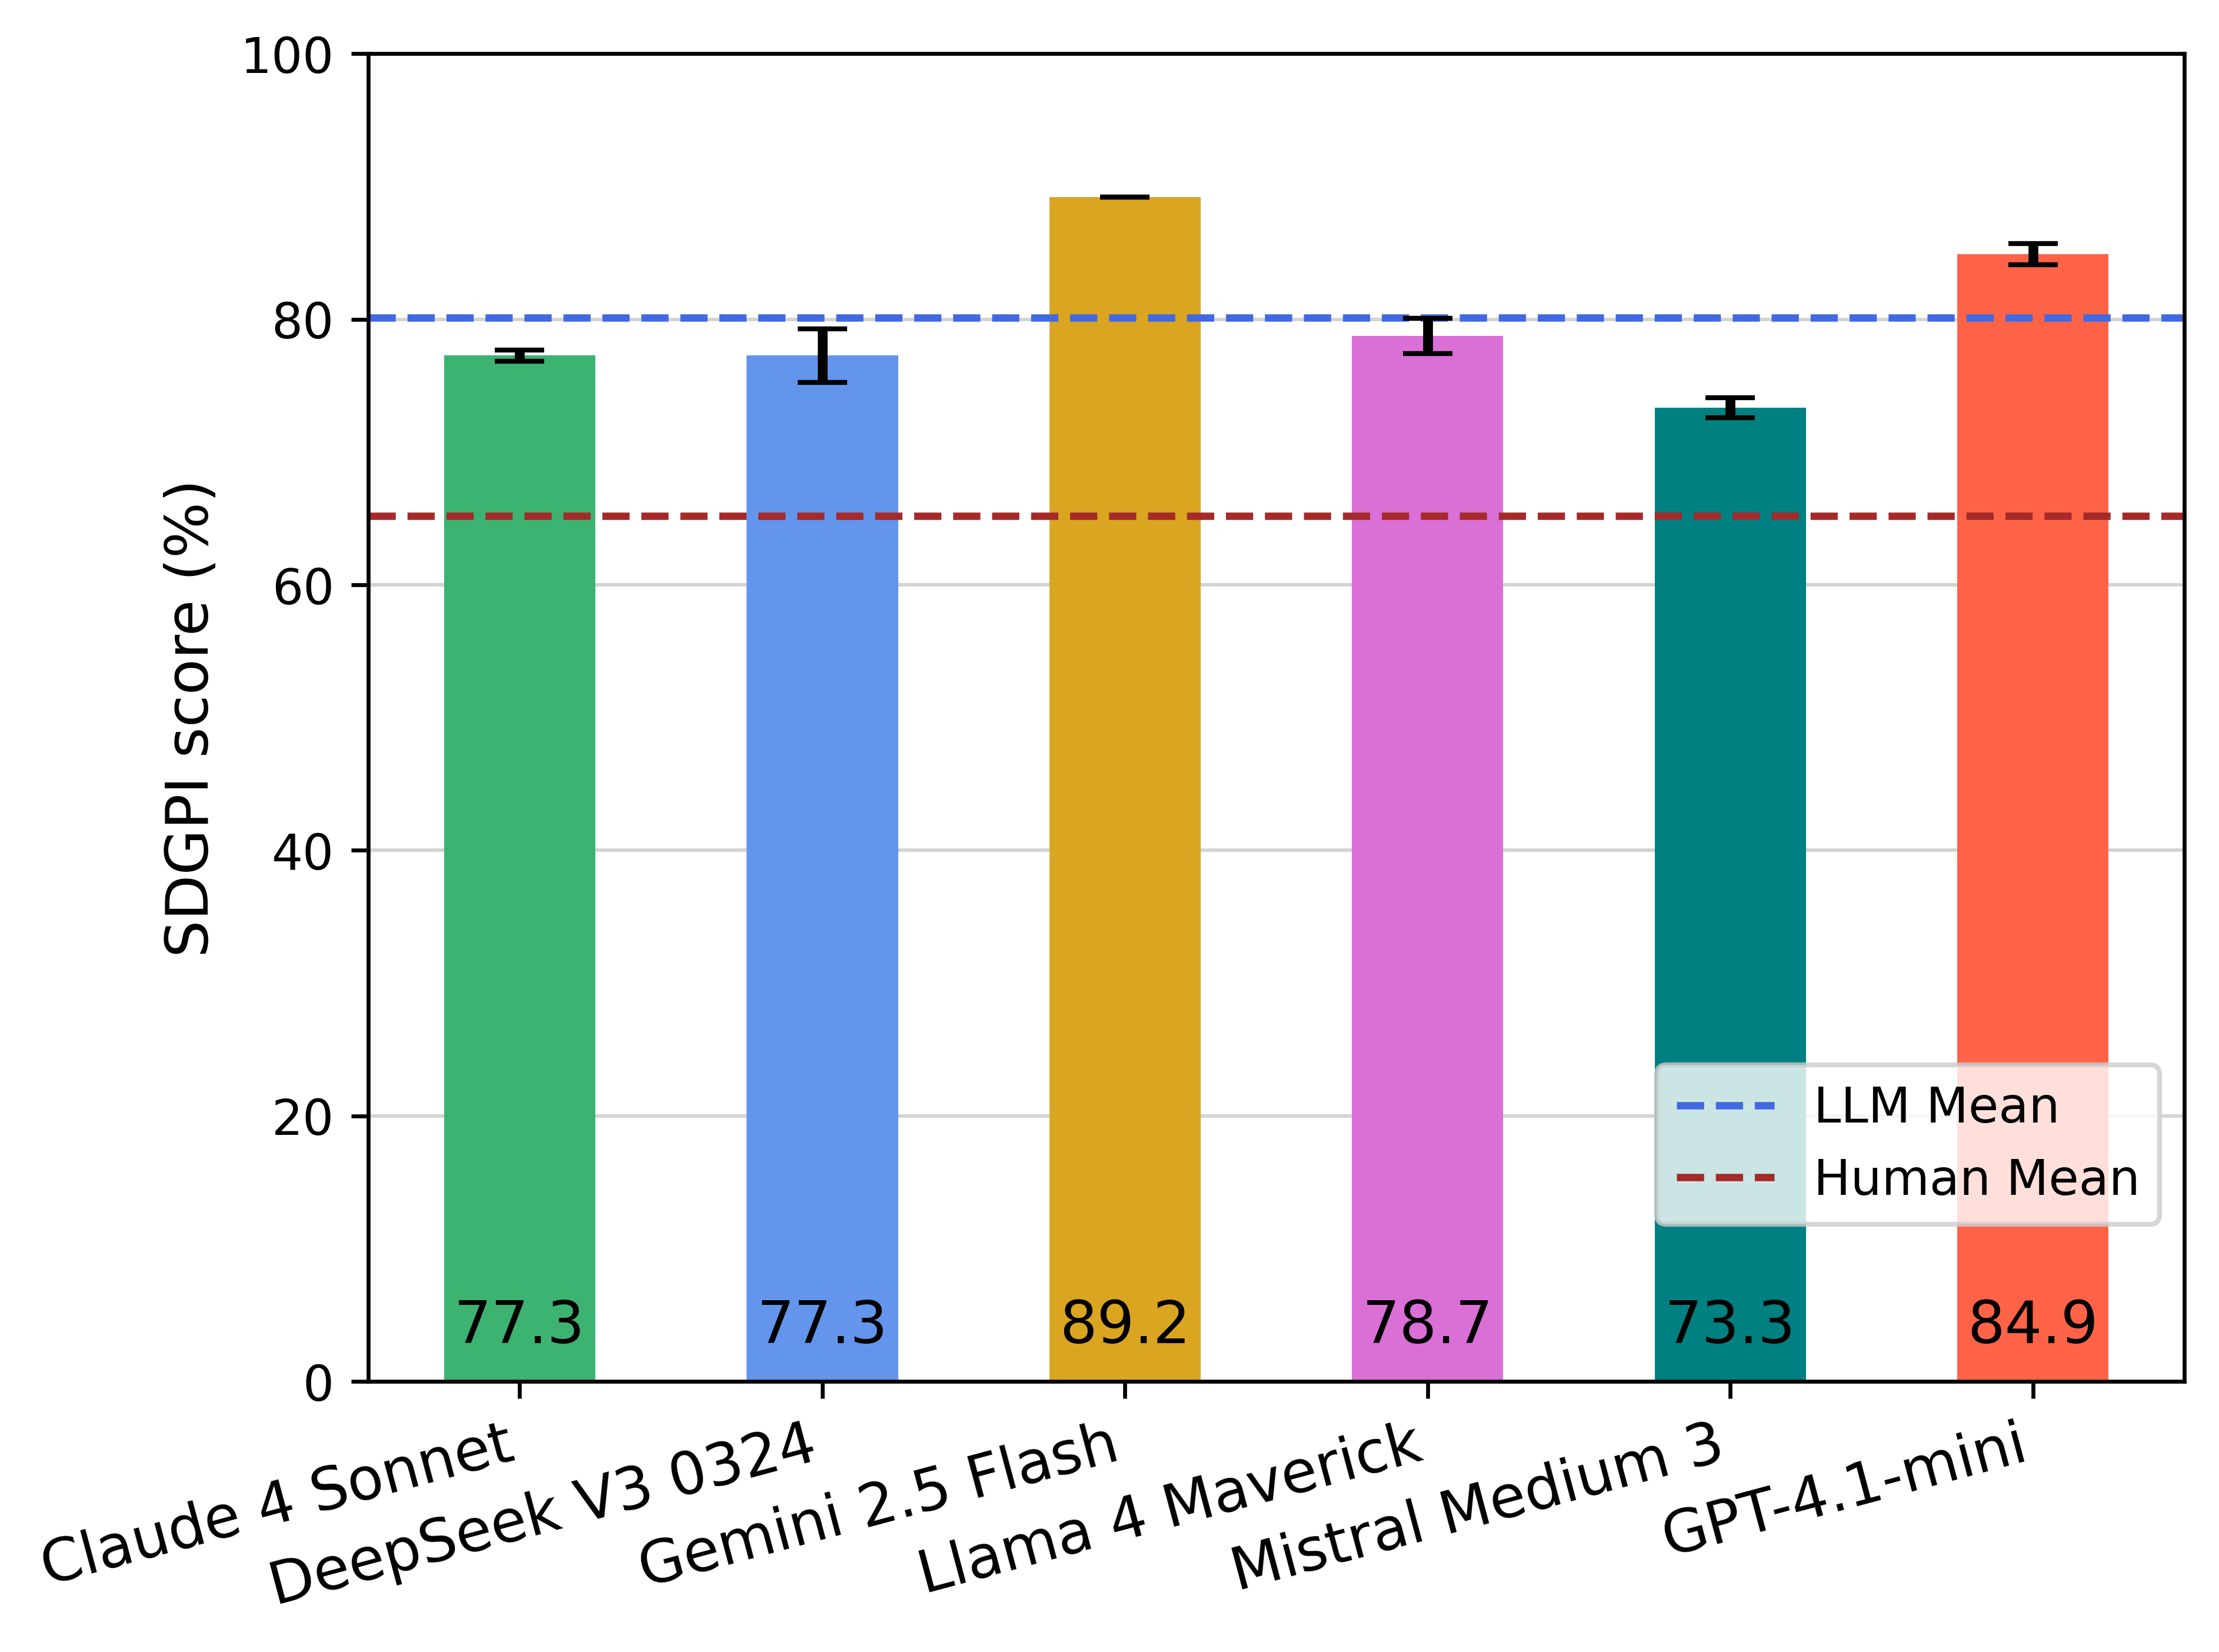 SDGPI score (%)
100
80
60
40
20
0
LLM Mean
Human Mean
77.3
77.3
89.2
78.7
73.3
84.9
Claude 4 Sonnet
DeepSeek V3 0324
Gemini 2.5 Flash
Llama 4 Maverick
Mistral Medium 3
GPT-4.1-mini